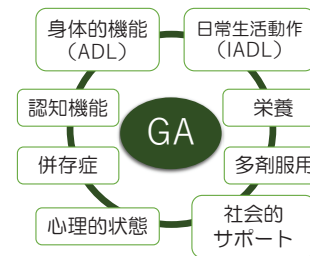 身体的機能
（ADL）
日常生活動作
（IADL）
認知機能
栄養
GA
併存症
多剤服用
心理的状態
社会的
サポート